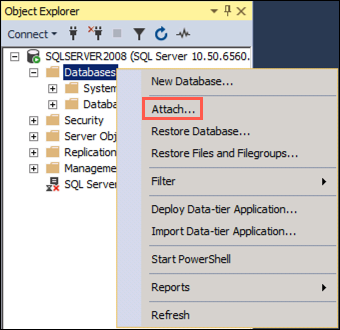 Object Explorer
Connect
SQLSERVER2008 (SQL Server 10.50.6560.
Databases
System
Databa
Security
Server Obj
Replication
Management
SQL Server
New Database...
Attach...
Restore Database...
Restore Files and Filegroups...
Filter
Deploy Data-tier Application...
Import Data-tier Application...
Start PowerShell
Reports
Refresh